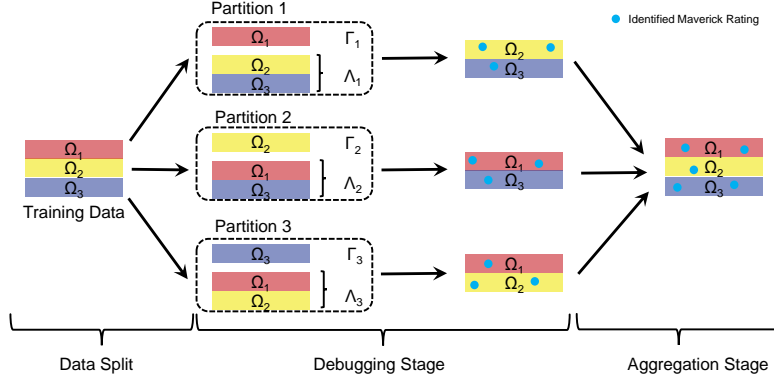 Partition 1
Identified Maverick Rating
Ω₁
Γ₁
Ω₂
Ω₃
Λ₁
Ω₂
Ω₃
Partition 2
Ω₂
Γ₂
Ω₁
Ω₃
Λ₂
Ω₁
Ω₃
Ω₁
Ω₂
Ω₃
Training Data
Ω₁
Ω₂
Ω₃
Partition 3
Ω₃
Γ₃
Ω₁
Ω₂
Λ₃
Ω₁
Ω₂
Data Split
Debugging Stage
Aggregation Stage